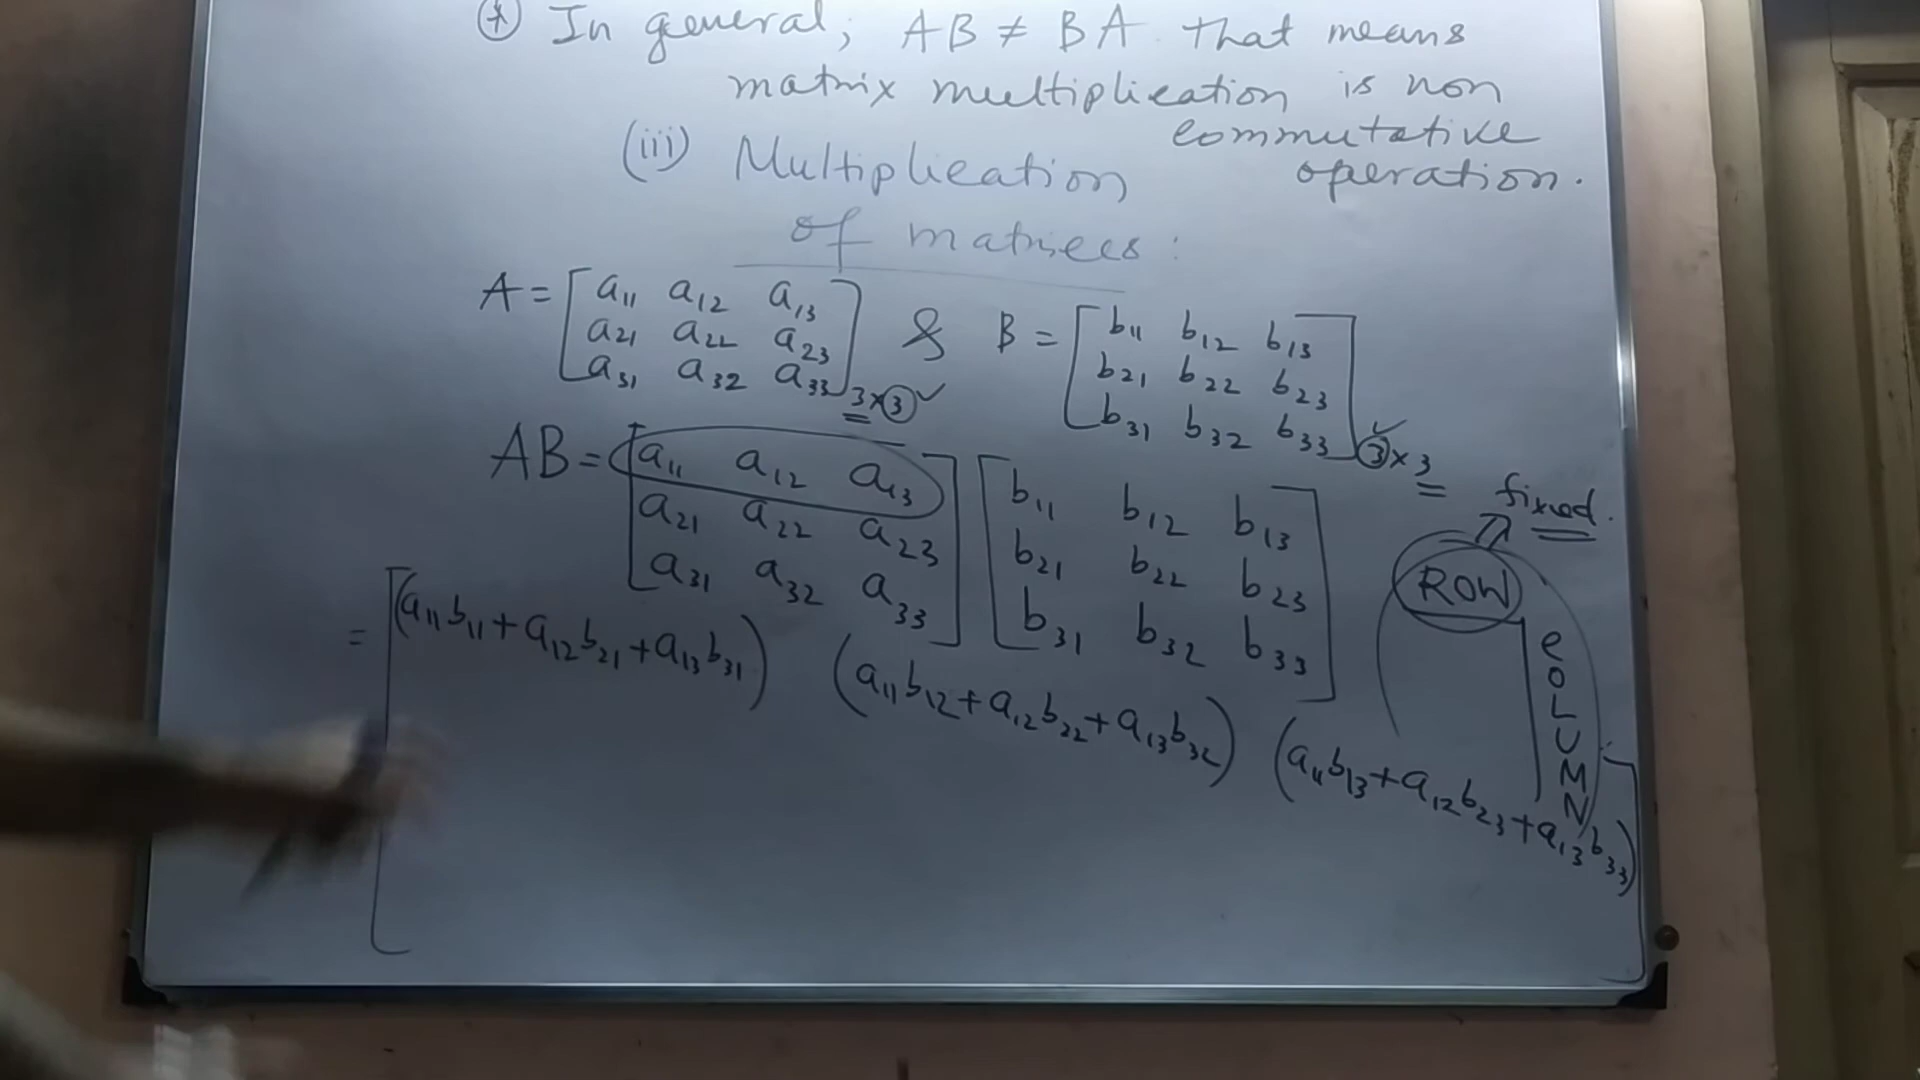 (*) In general, AB ≠ BA. That means
matrix multiplication is non
commutative
operation.
(iii) Multiplication
of matrices:
A = [a11 a12 a13
a21 a22 a23
a31 a32 a33] 3×3 ✓ & B = [b11 b12 b13
b21 b22 b23
b31 b32 b33] 3×3 ✓
AB = [a11 a12 a13
a21 a22 a23
a31 a32 a33] [b11 b12 b13
b21 b22 b23
b31 b32 b33]
fixed.
ROW
COLUMN
= [(a11b11+a12b21+a13b31) (a11b12+a12b22+a13b32) (a11b13+a12b23+a13b33)]